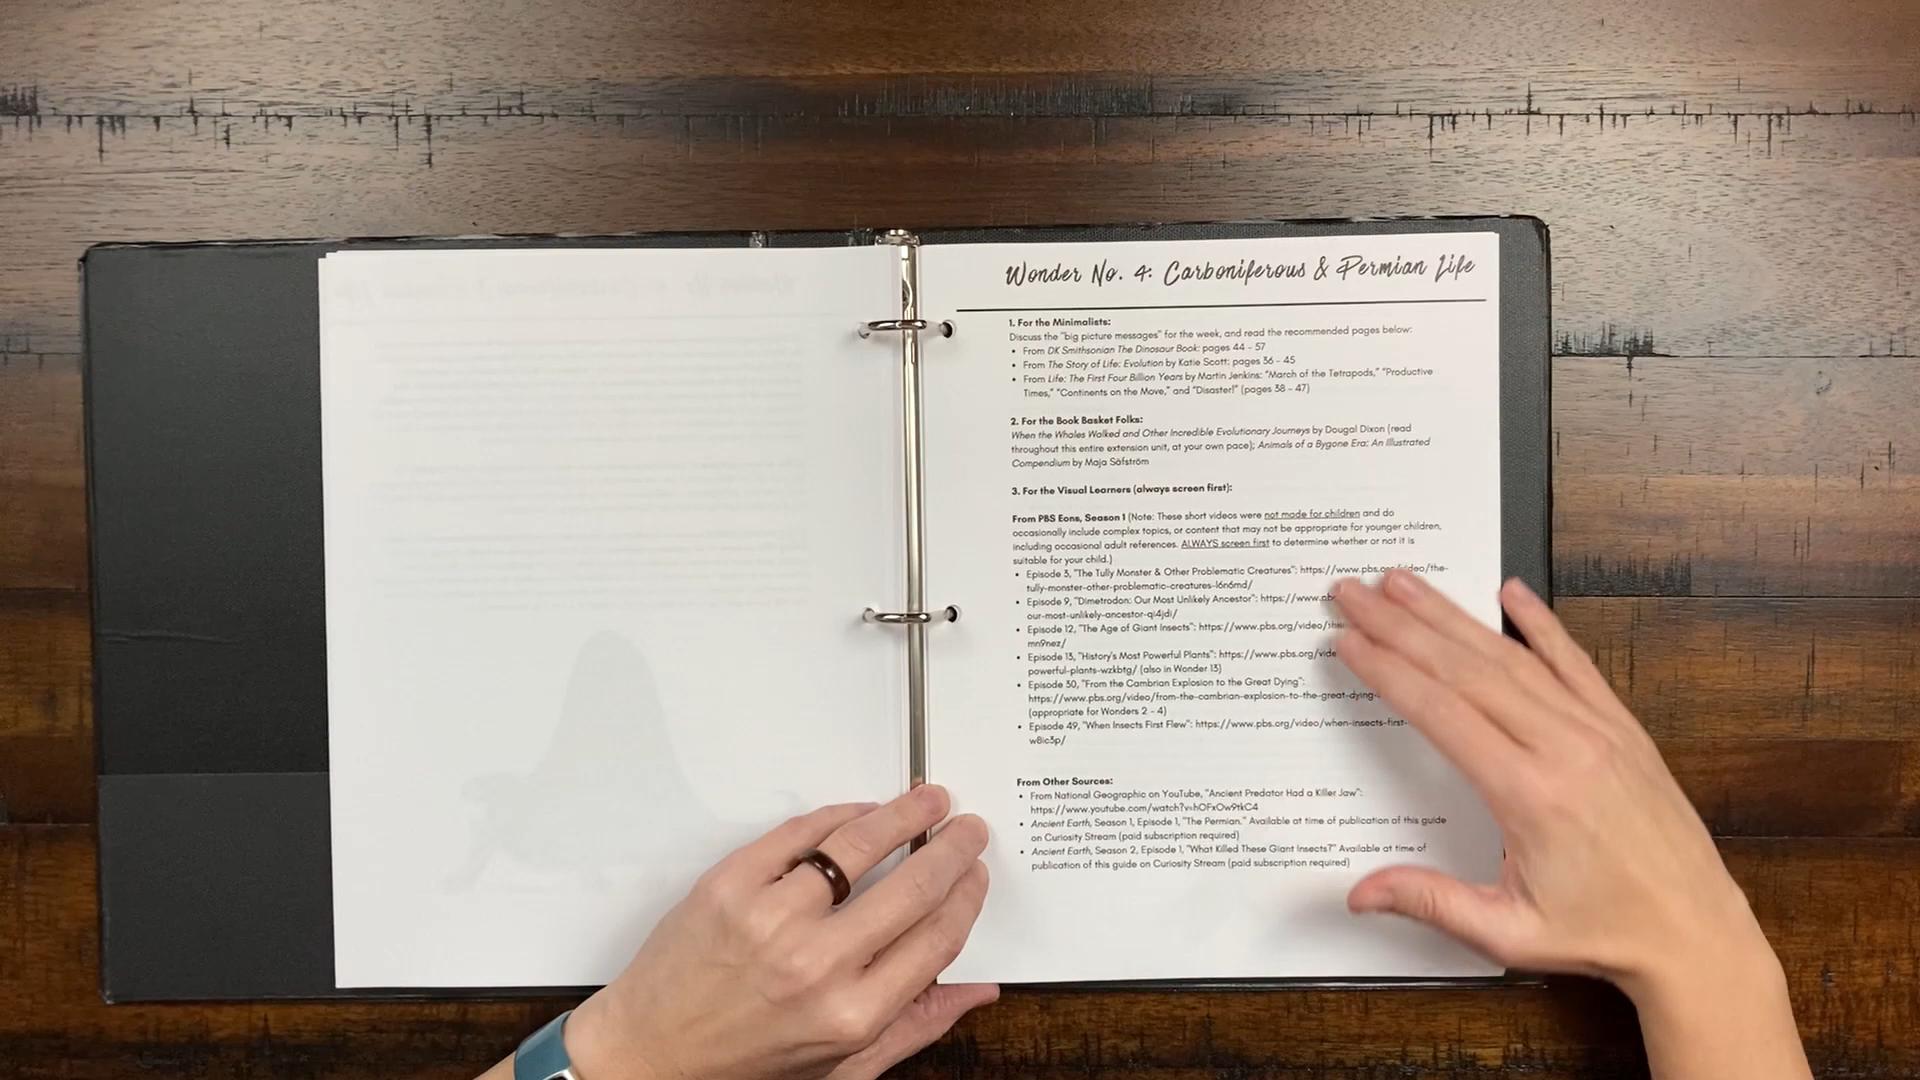 Wonder No. 4: Carboniferous & Permian Life
1. For the Minimalists:
Discuss the "big picture messages" for the week, and read the recommended pages below:
• From DK Smithsonian The Dinosaur Book: pages 44 - 57
• From The Story of Life: Evolution by Katie Scott: pages 36 - 45
• From Life: The First Four Billion Years by Martin Jenkins: "March of the Tetrapods," "Productive
Times," "Continents on the Move," and "Disaster!" (pages 38 - 47)
2. For the Book Basket Folks:
When the Whales Walked and Other Incredible Evolutionary Journeys by Dougal Dixon (read
throughout this entire extension unit, at your own pace); Animals of a Bygone Era: An Illustrated
Compendium by Maja Säfström
3. For the Visual Learners (always screen first):
From PBS Eons, Season 1 (Note: These short videos were not made for children and do
occasionally include complex topics, or content that may not be appropriate for younger children,
including occasional adult references. ALWAYS screen first to determine whether or not it is
suitable for your child.)
• Episode 3, "The Tully Monster & Other Problematic Creatures": https://www.pbs.org/video/the-
tully-monster-other-problematic-creatures-l6n6md/
• Episode 9, "Dimetrodon: Our Most Unlikely Ancestor": https://www.pbs
our-most-unlikely-ancestor-qi4jdi/
• Episode 12, "The Age of Giant Insects": https://www.pbs.org/video/
mn9nez/
• Episode 13, "History's Most Powerful Plants": https://www.pbs.org/vide
powerful-plants-wzkbtg/ (also in Wonder 13)
• Episode 30, "From the Cambrian Explosion to the Great Dying":
https://www.pbs.org/video/from-the-cambrian-explosion-to-the-great-dying-
(appropriate for Wonders 2 - 4)
• Episode 49, "When Insects First Flew": https://www.pbs.org/video/when-insects-first-
w8ic3p/
From Other Sources:
• From National Geographic on YouTube, "Ancient Predator Had a Killer Jaw":
https://www.youtube.com/watch?v=hOFxOw9tkC4
• Ancient Earth, Season 1, Episode 1, "The Permian." Available at time of publication of this guide
on Curiosity Stream (paid subscription required)
• Ancient Earth, Season 2, Episode 1, "What Killed These Giant Insects?" Available at time of
publication of this guide on Curiosity Stream (paid subscription required)